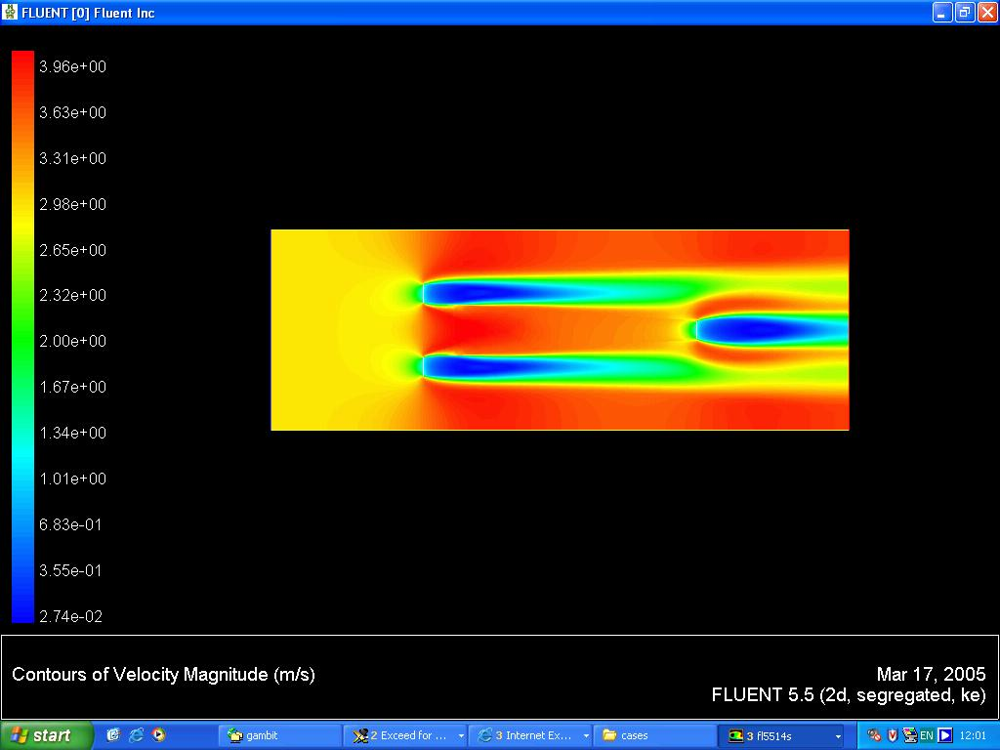 FLUENT [0] Fluent Inc
3.96e+00
3.63e+00
3.31e+00
2.98e+00
2.65e+00
2.32e+00
2.00e+00
1.67e+00
1.34e+00
1.01e+00
6.83e-01
3.55e-01
2.74e-02
Contours of Velocity Magnitude (m/s)
Mar 17, 2005
FLUENT 5.5 (2d, segregated, ke)
start gambit 2 Exceed for ... 3 Internet Ex... cases 3 fl5514s EN 12:01